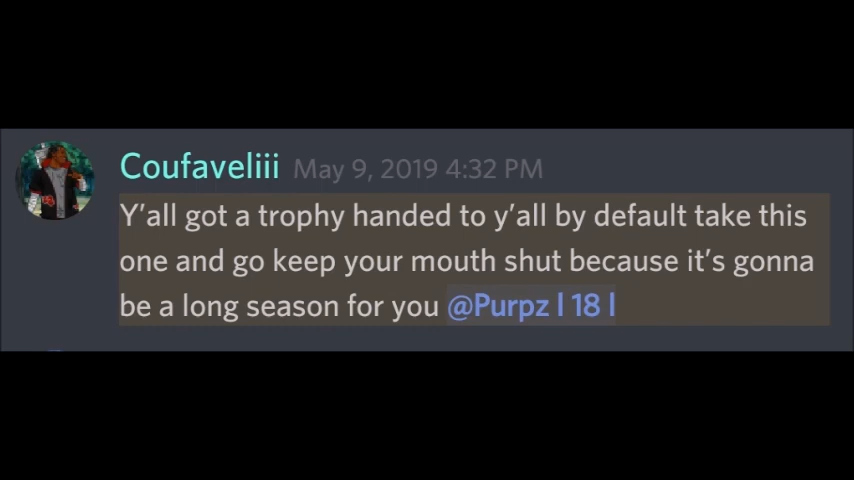 Coufaveliii May 9, 2019 4:32 PM
Y'all got a trophy handed to y'all by default take this
one and go keep your mouth shut because it's gonna
be a long season for you @Purpz | 18 |